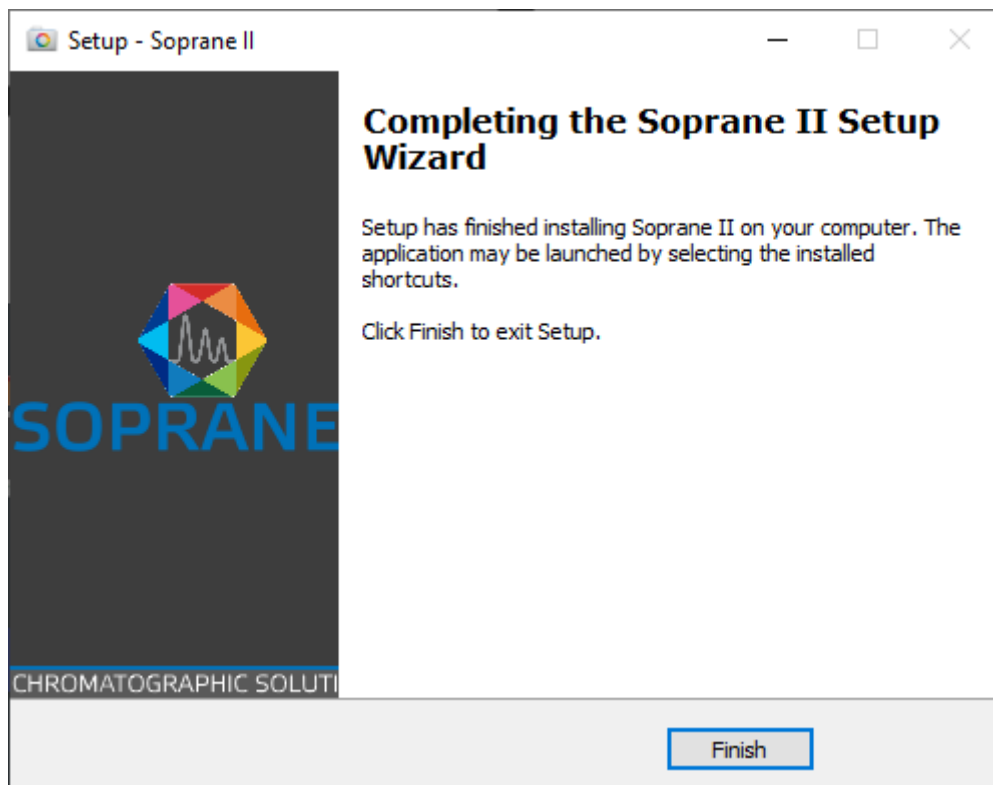 Setup - Soprane II
Completing the Soprane II Setup
Wizard
Setup has finished installing Soprane II on your computer. The
application may be launched by selecting the installed
shortcuts.
Click Finish to exit Setup.
SOPRANE
CHROMATOGRAPHIC SOLUTI
Finish